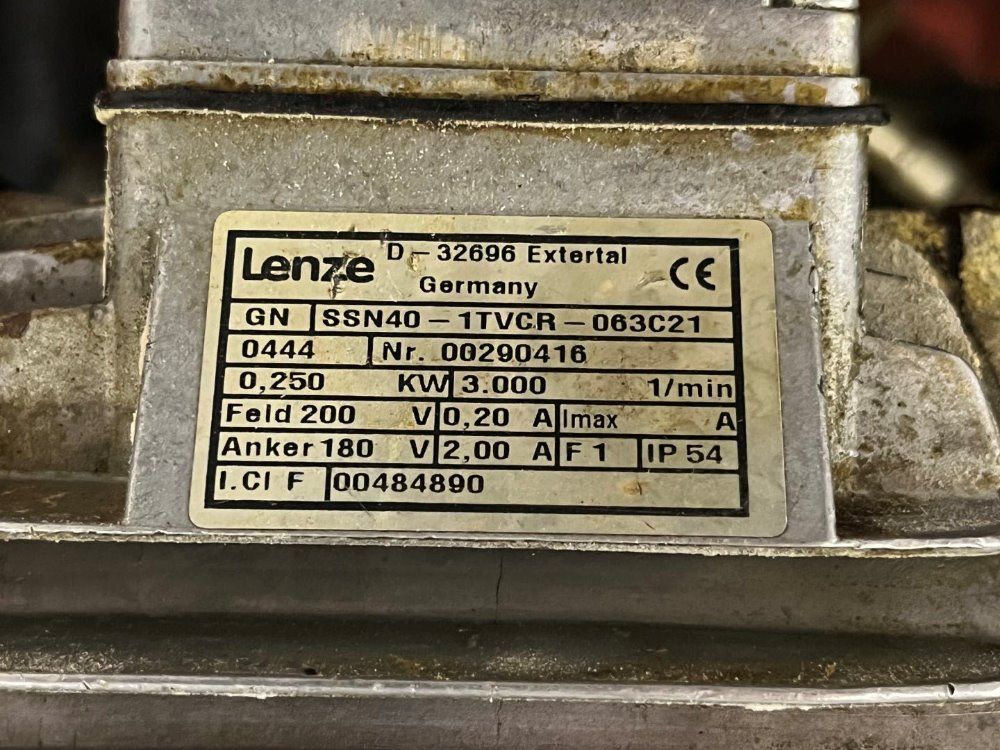 Lenze D-32696 Extertal CE
Germany
GN SSN40-1TVCR-063C21
0444 Nr. 00290416
0,250 KW 3.000 1/min
Feld 200 V 0,20 A Imax A
Anker 180 V 2,00 A F 1 IP 54
I.Cl F 00484890